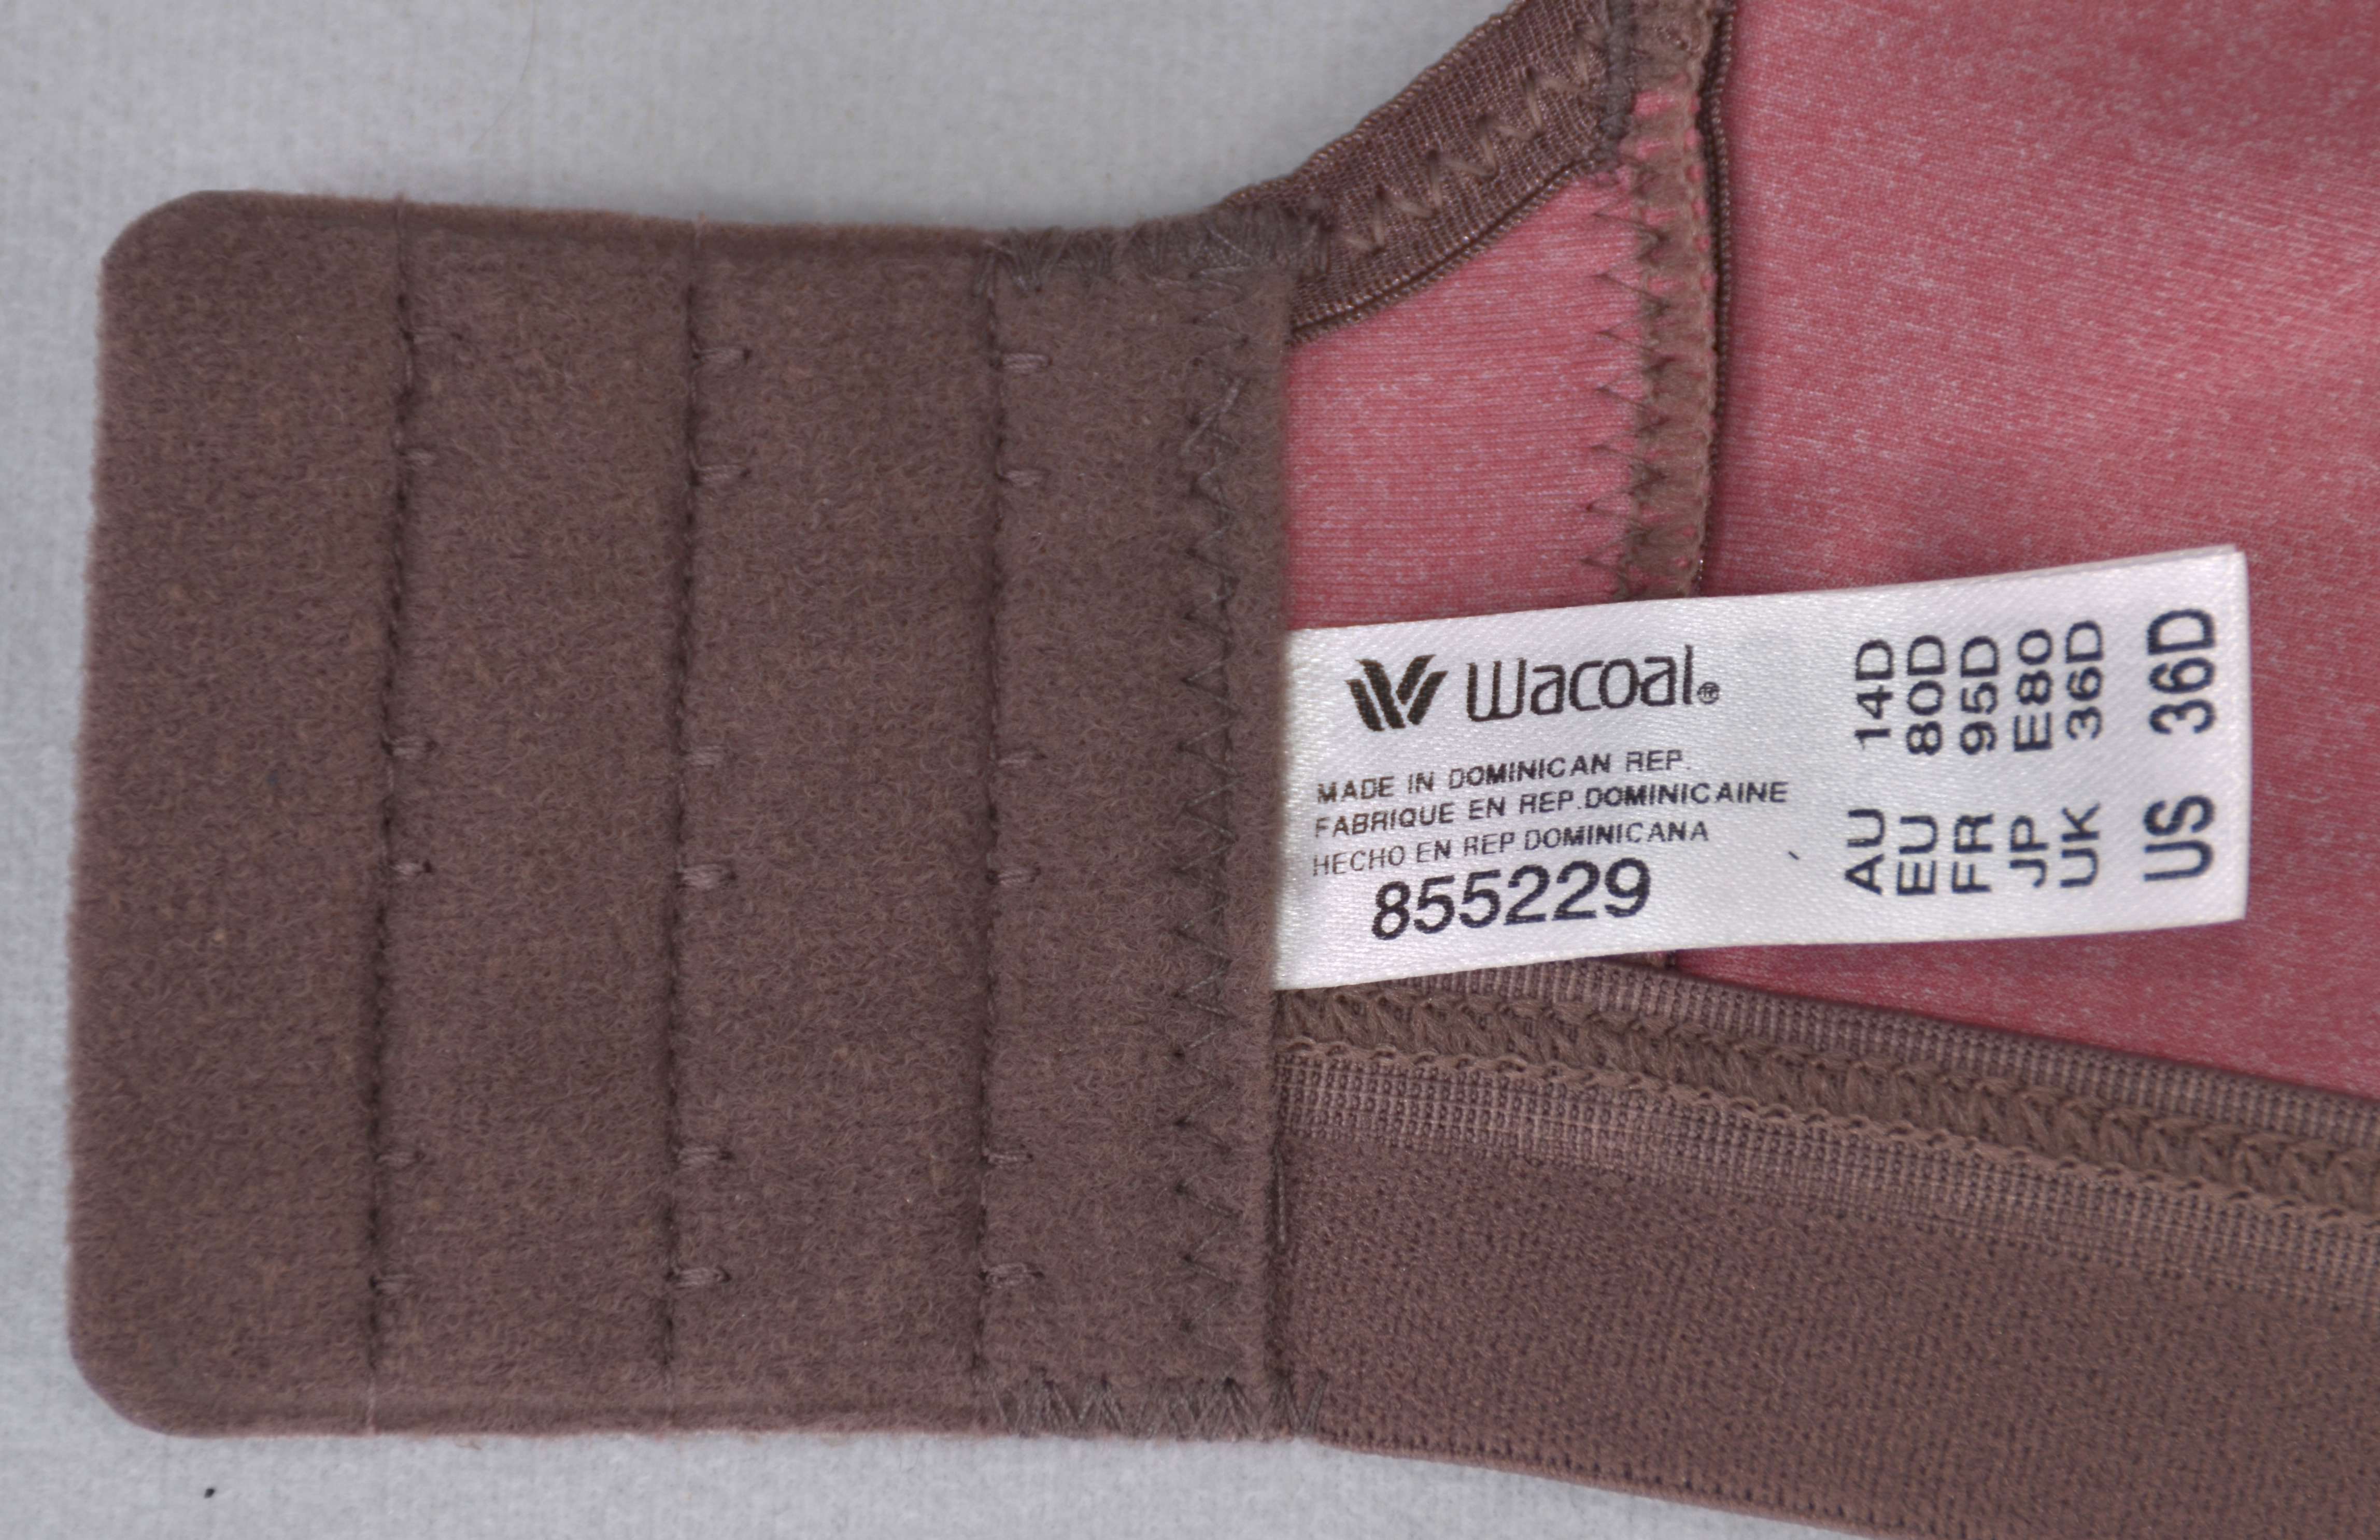 Wacoal®
MADE IN DOMINICAN REP.
FABRIQUE EN REP.DOMINICAINE
HECHO EN REP DOMINICANA
855229
AU 14D
EU 80D
FR 95D
JP E80
UK 36D
US 36D